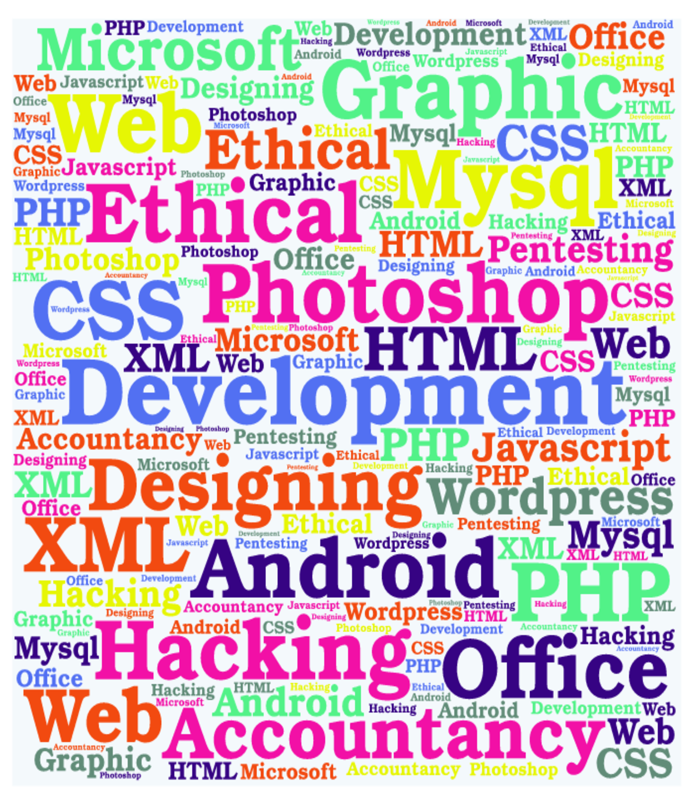 PHP Development Web Wordpress Android Microsoft Development Android
Microsoft Hacking Development XML Office
Android Wordpress Javascript Ethical
Office Wordpress Mysql Designing
Web Javascript Web Designing Android Graphic Mysql
Office Mysql HTML
Mysql Web Photoshop Development
Mysql Microsoft Ethical Mysql CSS HTML
CSS Ethical Hacking Accountancy
Graphic Javascript Photoshop Javascript PHP
Wordpress PHP Graphic CSS Mysql XML
PHP Ethical CSS Microsoft
HTML Android Hacking Ethical
Photoshop Photoshop Office Pentesting HTML Pentesting XML Designing
Pentesting
HTML Accountancy Mysql Accountancy Designing Graphic Android Accountancy
Javascript
CSS Photoshop CSS
Wordpress PHP Javascript
Pentesting Photoshop Graphic
Ethical Microsoft HTML Designing Web
Microsoft XML Web Graphic CSS Pentesting
Wordpress Wordpress
Office Development Mysql
Graphic
XML PHP
Designing Photoshop Ethical Development
Accountancy Web Pentesting PHP Javascript
Designing Javascript Ethical
Microsoft Pentesting Development Hacking PHP Ethical Office
XML Designing Wordpress
Office
XML Web Ethical Graphic Pentesting Microsoft
Development Designing Mysql
Javascript Pentesting Wordpress XML XML HTML
Office Development Android
Hacking PHP
Accountancy Javascript Photoshop Pentesting Hacking XML
Graphic Designing Designing Wordpress HTML
Graphic Android CSS Photoshop Development Accountancy
Mysql Hacking CSS Hacking
Accountancy
Office PHP Office
Hacking HTML Hacking Ethical
Web Microsoft Android Android
Hacking Android Development Web
Accountancy Accountancy Web
Graphic CSS
Photoshop HTML Microsoft Accountancy Photoshop